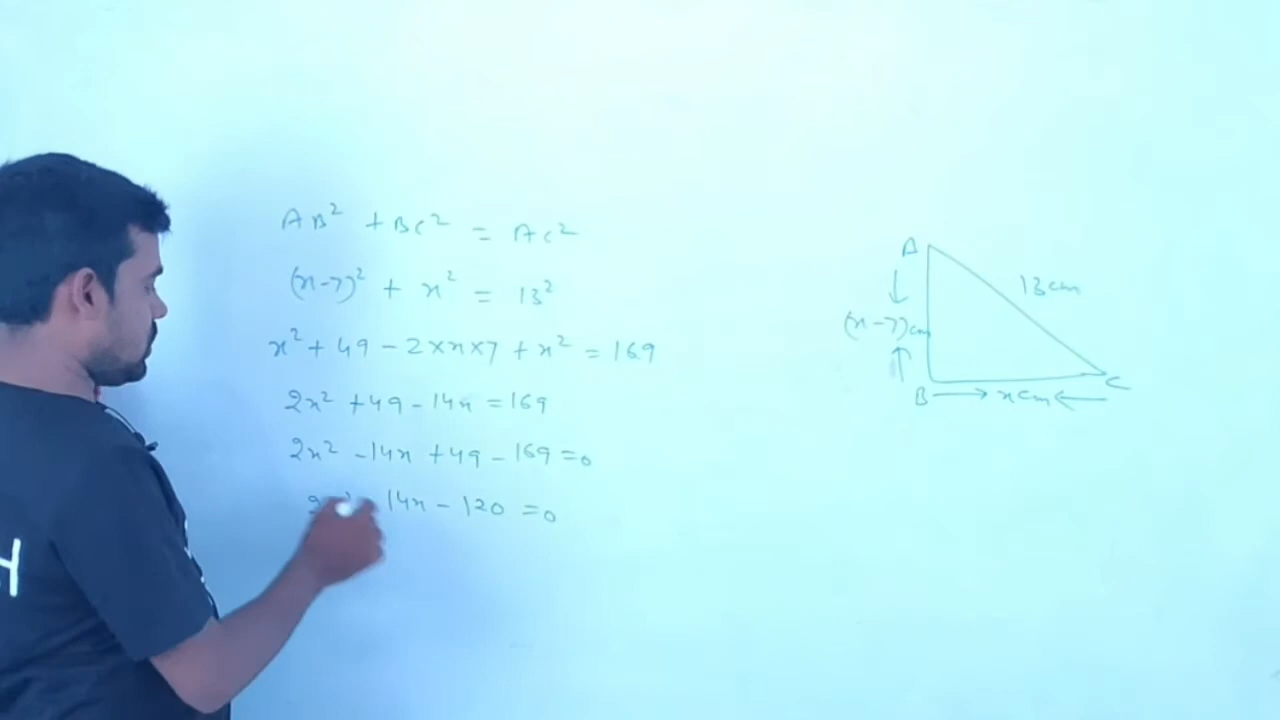 AB² + BC² = AC²
(x-7)² + x² = 13²
x² + 49 - 2×x×7 + x² = 169
2x² + 49 - 14x = 169
2x² - 14x + 49 - 169 = 0
14x - 120 = 0
A
13cm
(x-7)cm
B
xcm
C
H